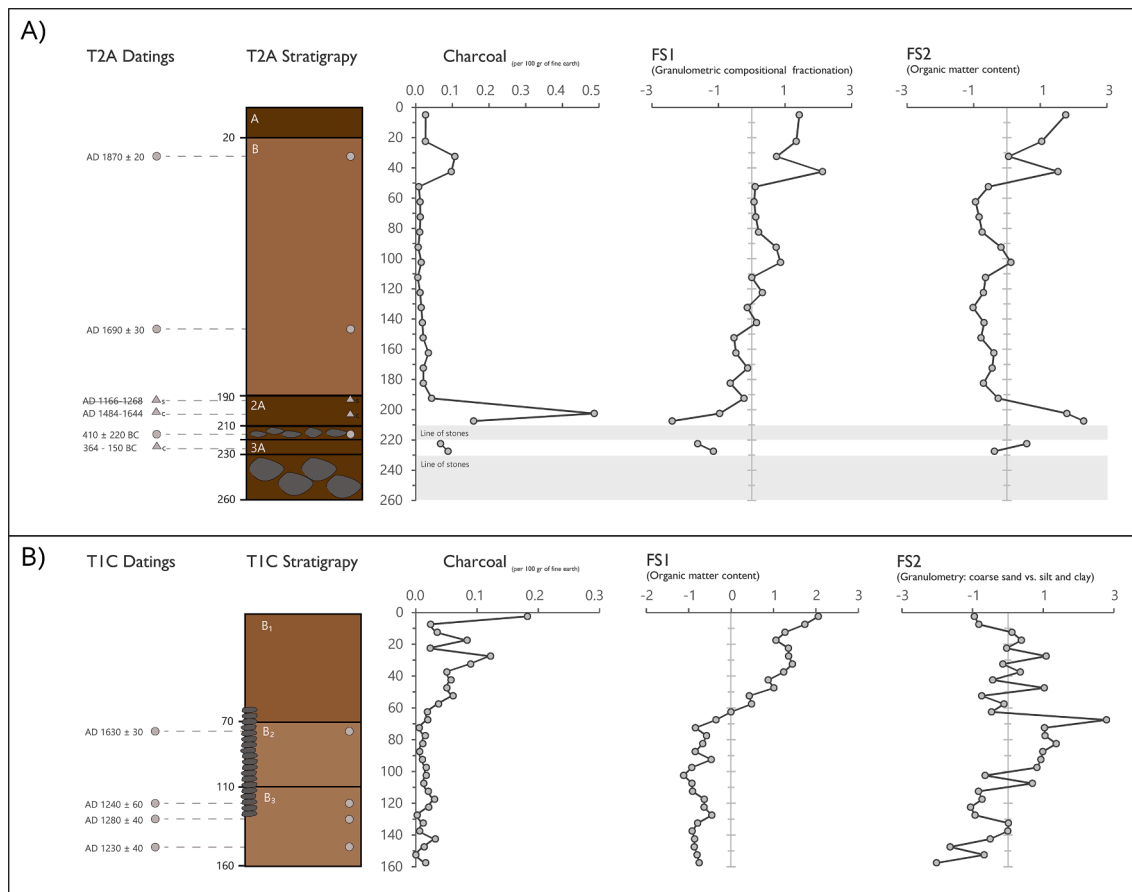 A)
T2A Datings
T2A Stratigrapy
Charcoal (per 100 gr of fine earth)
FS1
(Granulometric compositional fractionation)
FS2
(Organic matter content)
0.0 0.1 0.2 0.3 0.4 0.5
-3 -1 1 3
-3 -1 1 3
0
20
40
60
80
100
120
140
160
180
200
220
240
260
A
20
B
AD 1870 ± 20
AD 1690 ± 30
190
AD 1166-1268 s
2A
AD 1484-1644 c
210
410 ± 220 BC
Line of stones
364 - 150 BC c
3A
230
Line of stones
260
B)
T1C Datings
T1C Stratigrapy
Charcoal (per 100 gr of fine earth)
FS1
(Organic matter content)
FS2
(Granulometry: coarse sand vs. silt and clay)
0.0 0.1 0.2 0.3
-2 -1 0 1 2
-3 -1 1 3
0
20
40
60
80
100
120
140
160
B1
70
AD 1630 ± 30
B2
110
B3
AD 1240 ± 60
AD 1280 ± 40
AD 1230 ± 40
160